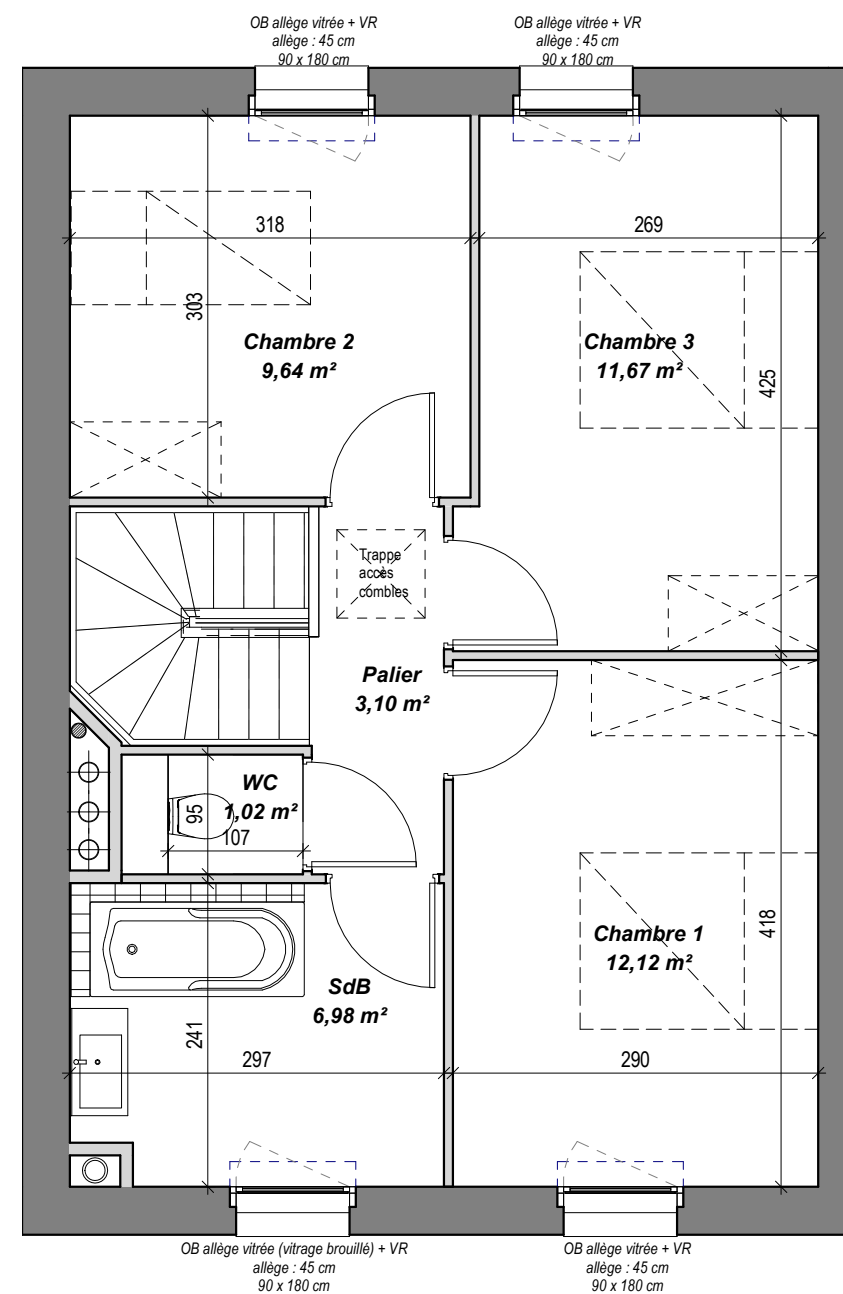 OB allège vitrée + VR
allège : 45 cm
90 x 180 cm
OB allège vitrée + VR
allège : 45 cm
90 x 180 cm
318
269
303
Chambre 2
9,64 m²
Chambre 3
11,67 m²
425
Trappe
accès
combles
Palier
3,10 m²
WC
1,02 m²
95
107
Chambre 1
12,12 m²
418
SdB
6,98 m²
241
297
290
OB allège vitrée (vitrage brouillé) + VR
allège : 45 cm
90 x 180 cm
OB allège vitrée + VR
allège : 45 cm
90 x 180 cm